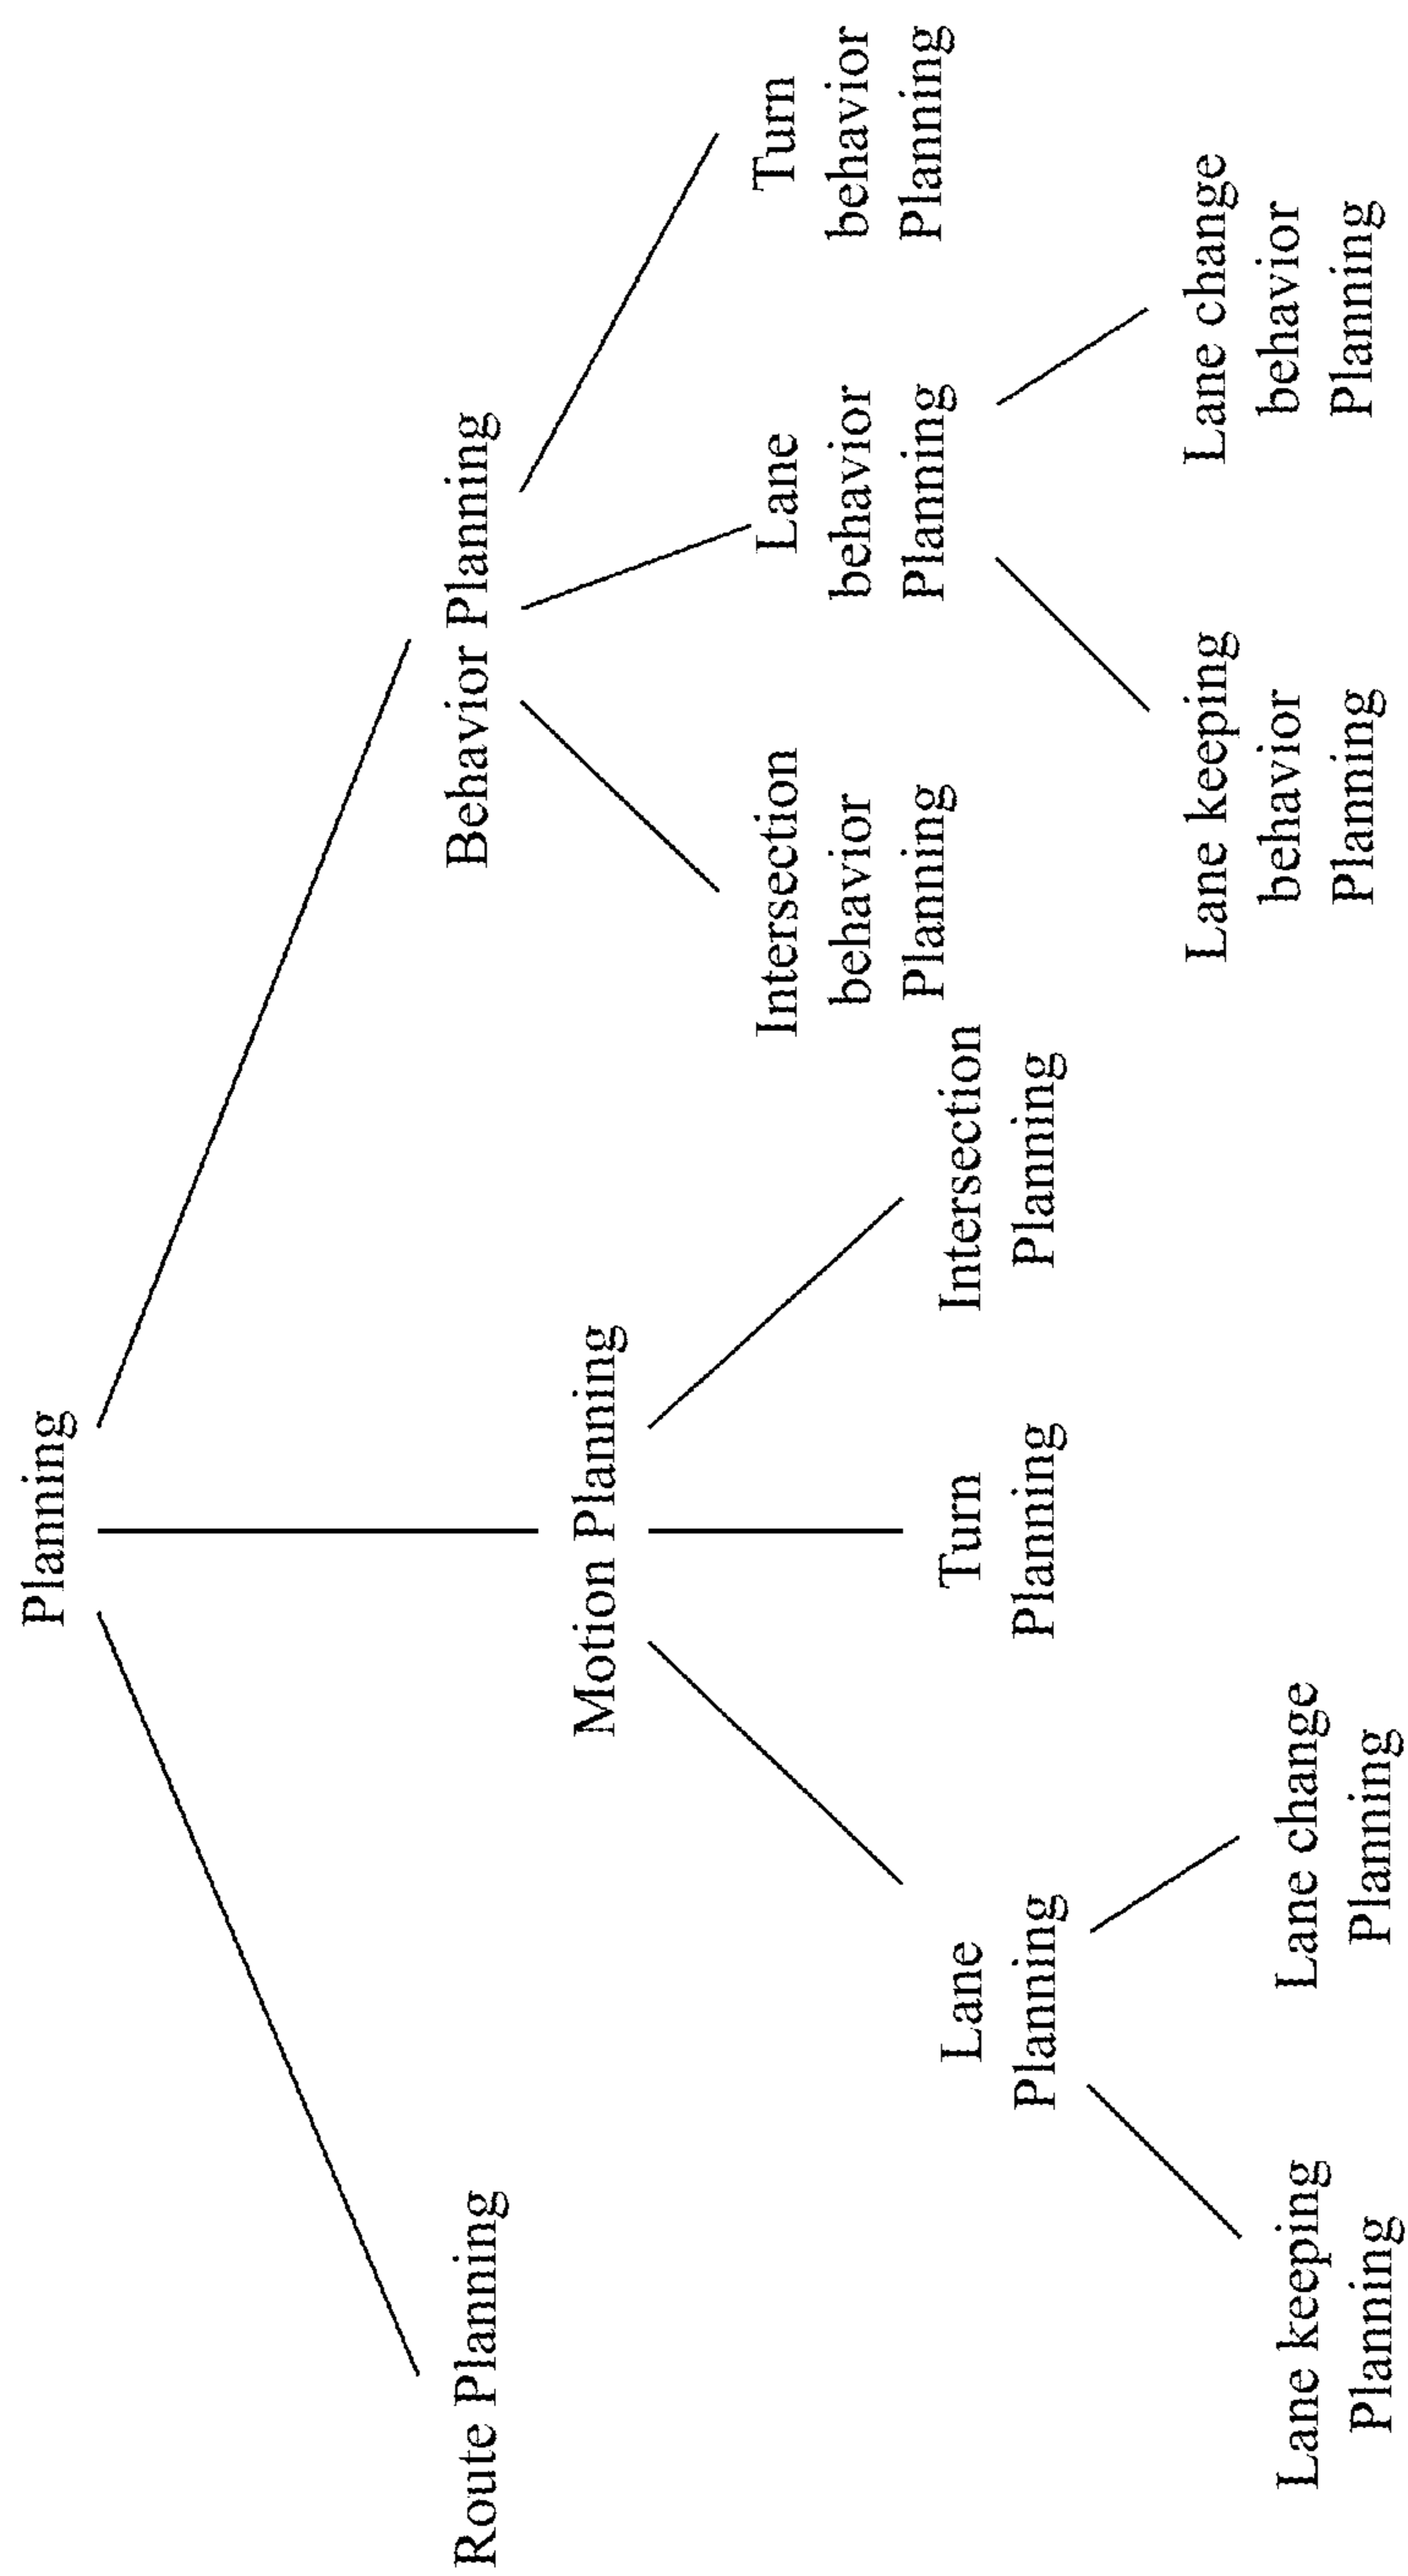 Planning
Route Planning
Motion Planning
Behavior Planning
Lane
Planning
Turn
Planning
Intersection
Planning
Intersection
behavior
Planning
Lane
behavior
Planning
Turn
behavior
Planning
Lane keeping
Planning
Lane change
Planning
Lane keeping
behavior
Planning
Lane change
behavior
Planning